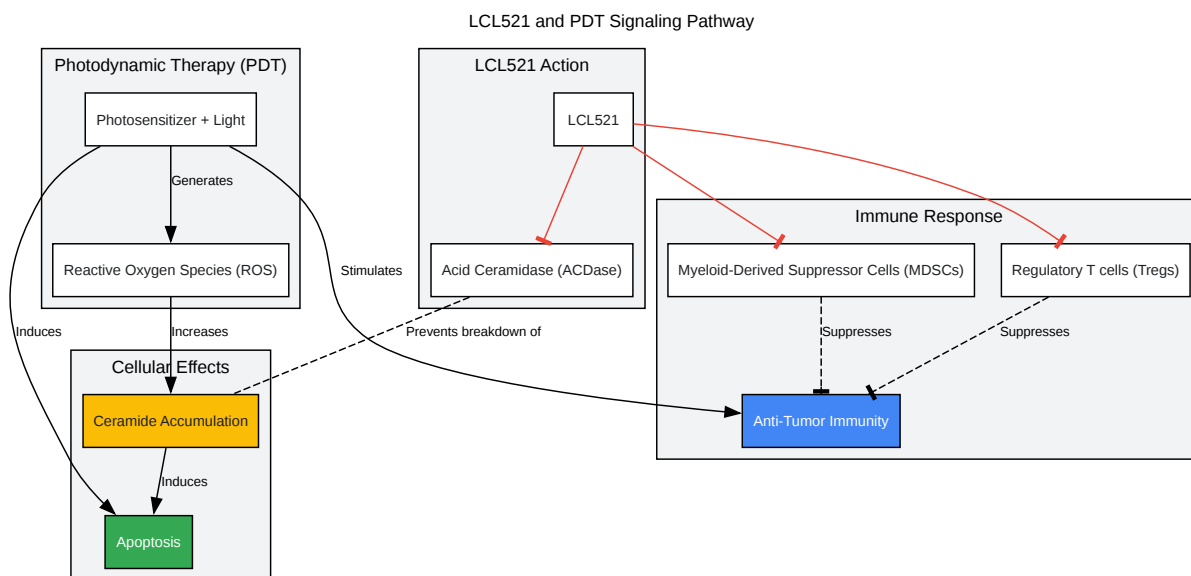 LCL521 and PDT Signaling Pathway
Photodynamic Therapy (PDT)
LCL521 Action
Photosensitizer + Light
LCL521
Generates
Immune Response
Reactive Oxygen Species (ROS)
Stimulates
Acid Ceramidase (ACDase)
Myeloid-Derived Suppressor Cells (MDSCs)
Regulatory T cells (Tregs)
Induces
Increases
Prevents breakdown of
Suppresses
Suppresses
Cellular Effects
Ceramide Accumulation
Anti-Tumor Immunity
Induces
Apoptosis